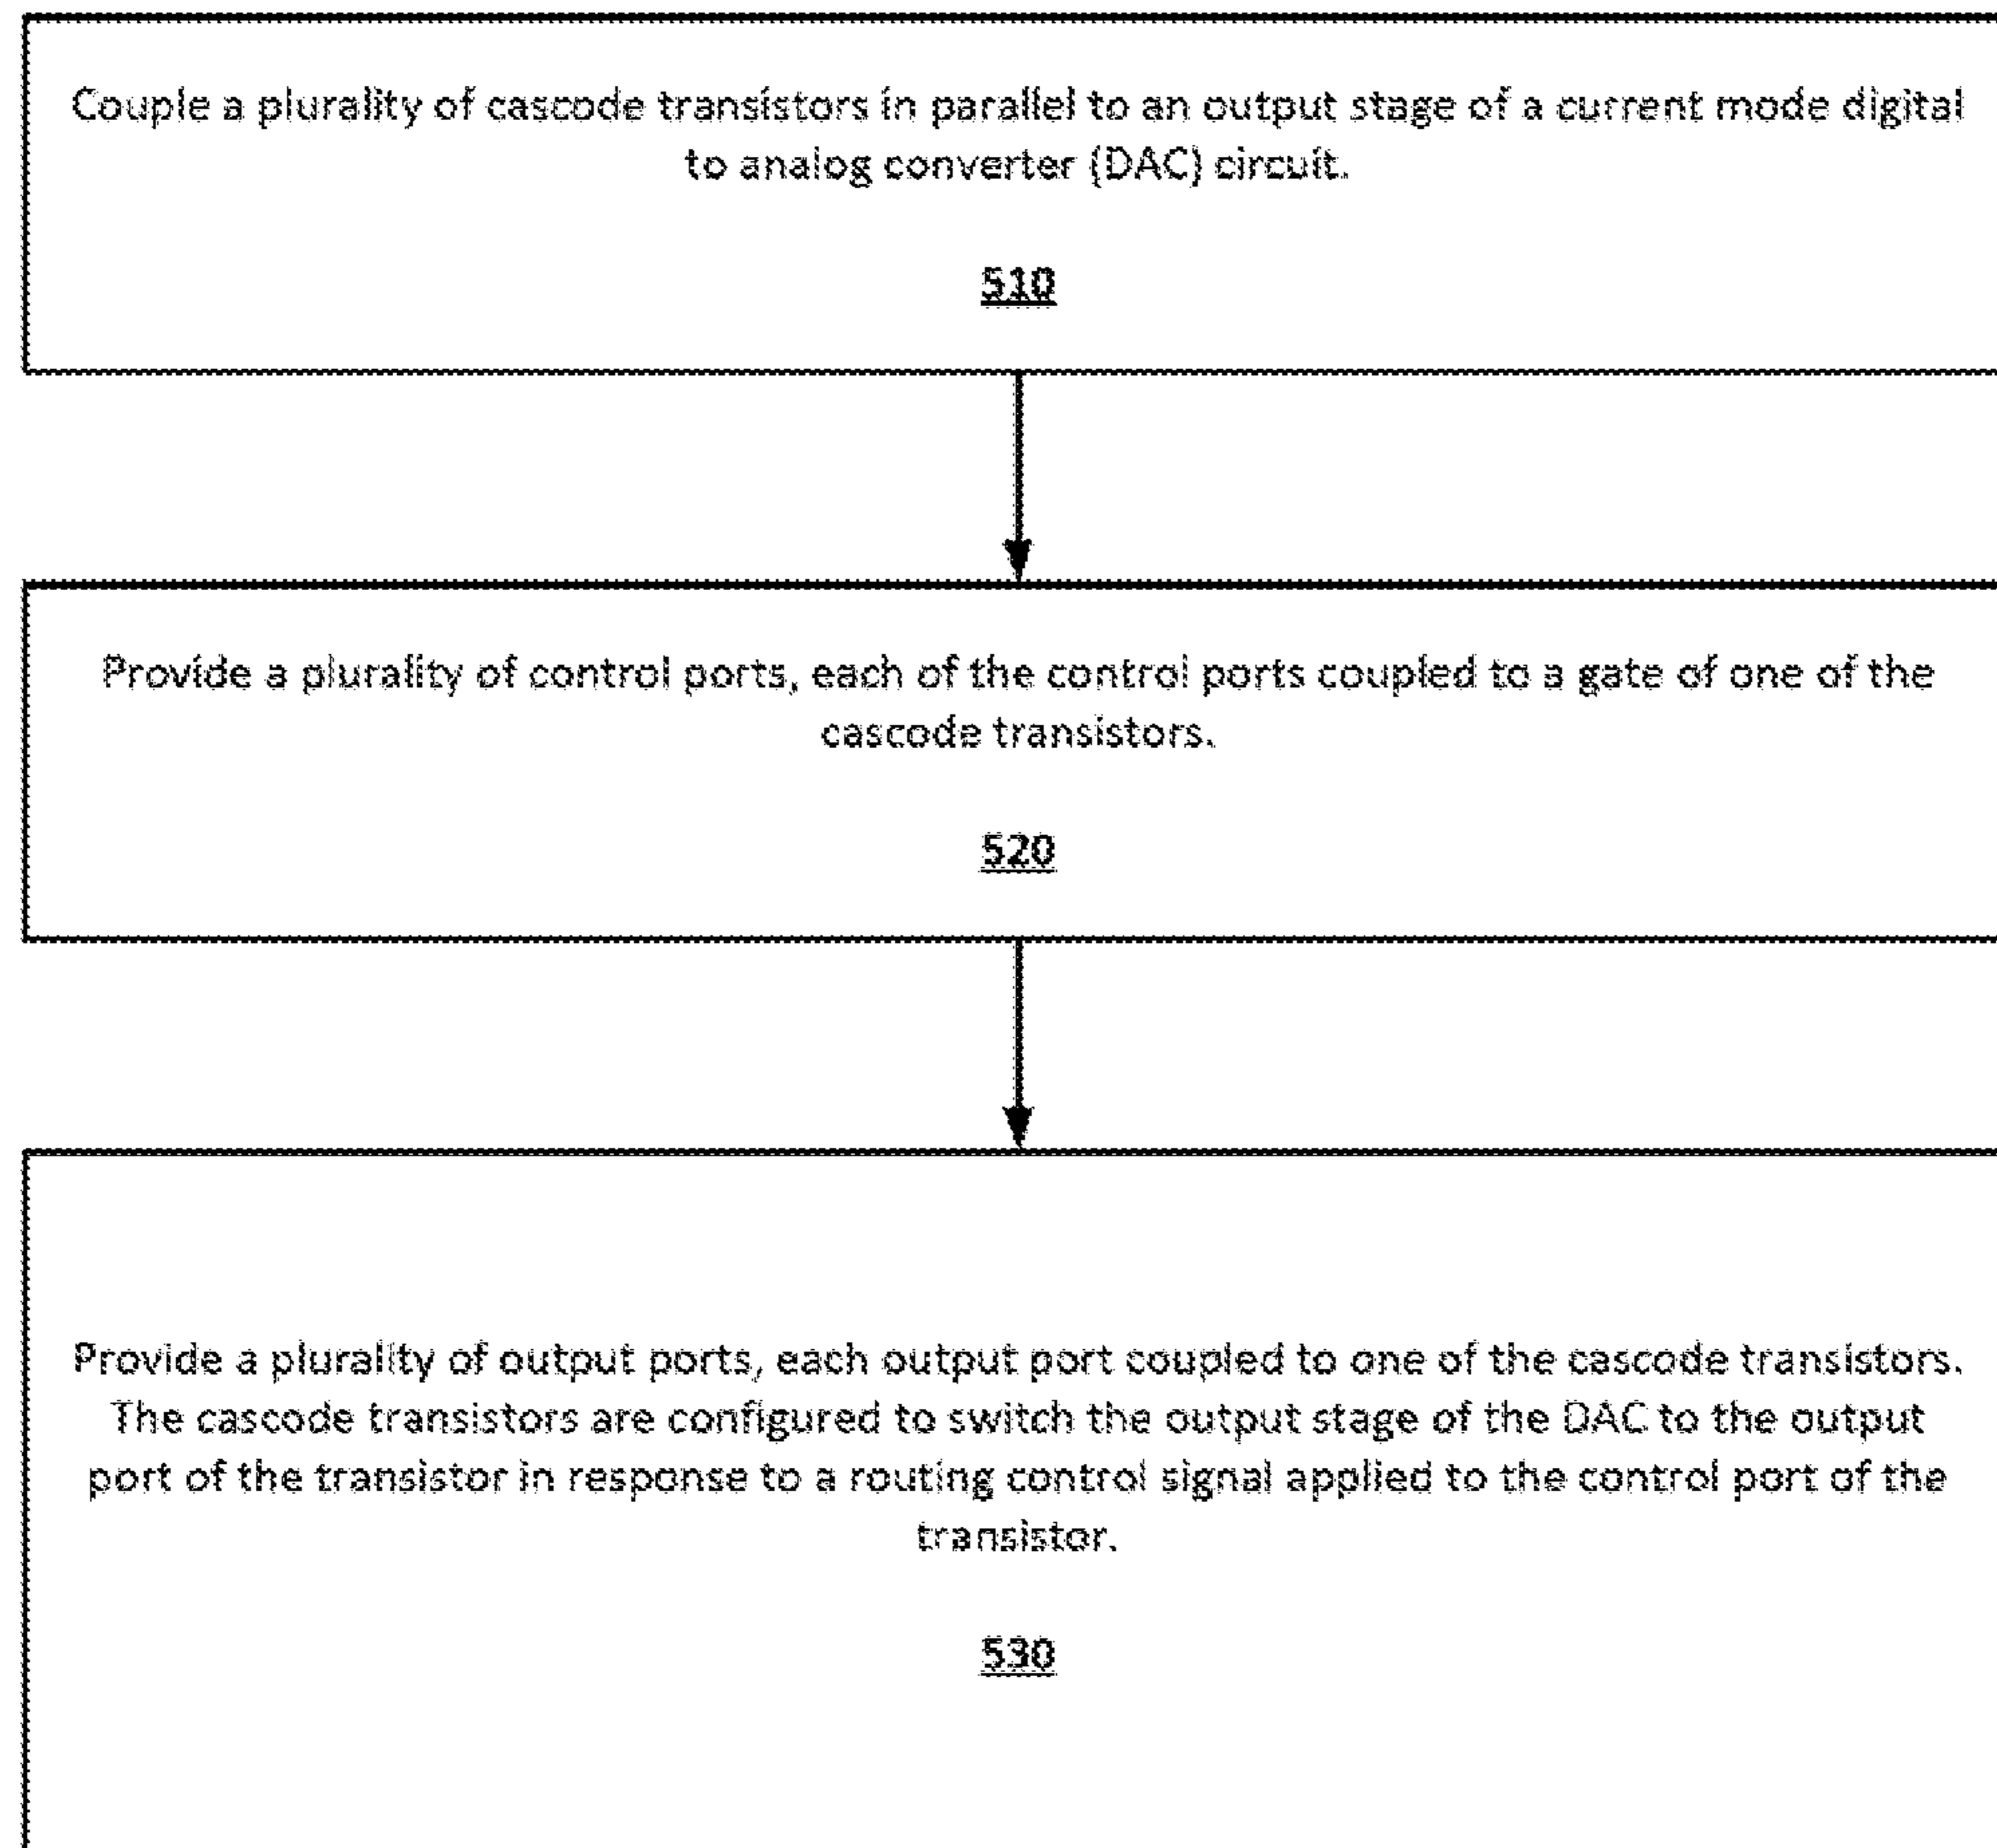 Couple a plurality of cascode transistors in parallel to an output stage of a current mode digital
to analog converter (DAC) circuit.
510
Provide a plurality of control ports, each of the control ports coupled to a gate of one of the
cascode transistors.
520
Provide a plurality of output ports, each output port coupled to one of the cascode transistors.
The cascode transistors are configured to switch the output stage of the DAC to the output
port of the transistor in response to a routing control signal applied to the control port of the
transistor.
530